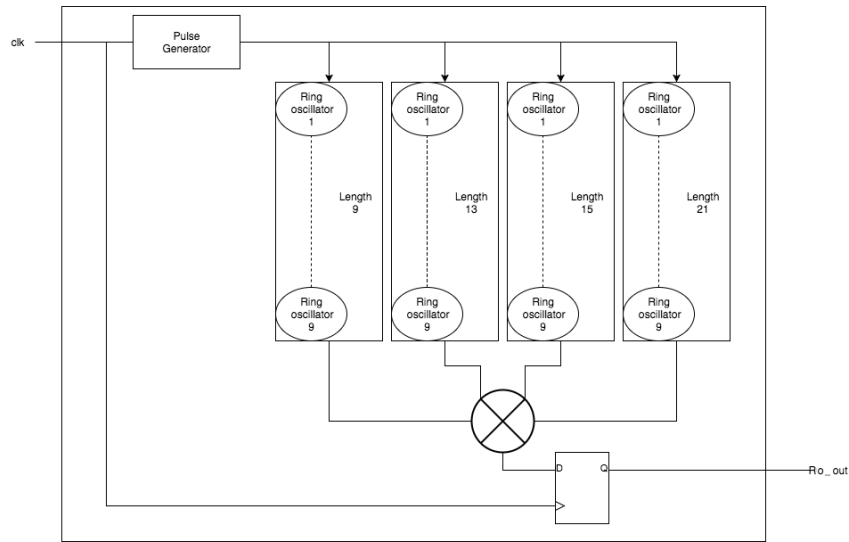 clk
Pulse
Generator
Ring
oscillator
1
Ring
oscillator
1
Ring
oscillator
1
Ring
oscillator
1
Length
9
Length
13
Length
15
Length
21
Ring
oscillator
9
Ring
oscillator
9
Ring
oscillator
9
Ring
oscillator
9
D
Q
Ro_out